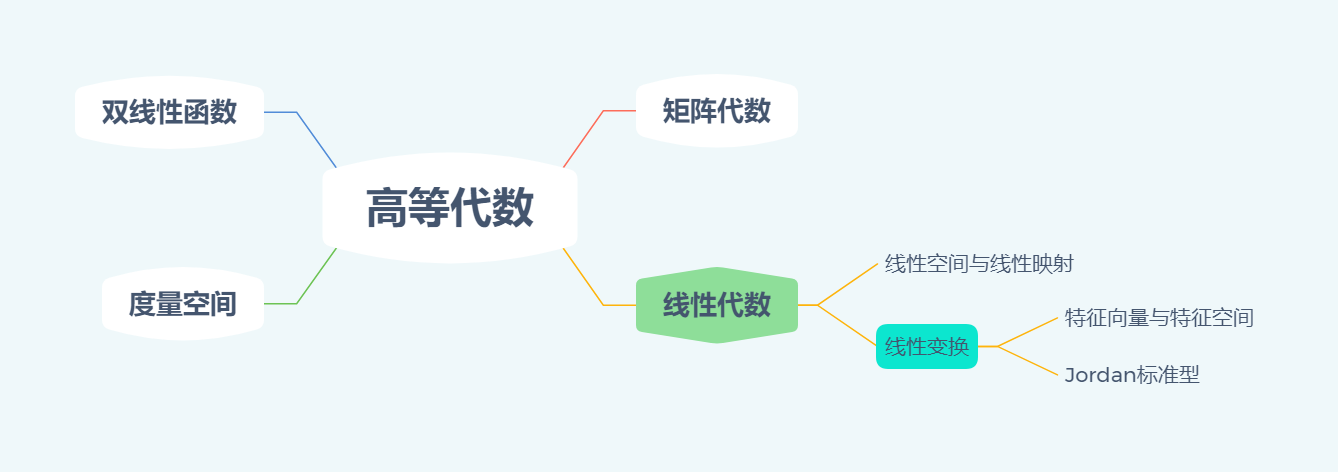 双线性函数
矩阵代数
高等代数
线性空间与线性映射
度量空间
线性代数
特征向量与特征空间
线性变换
Jordan标准型